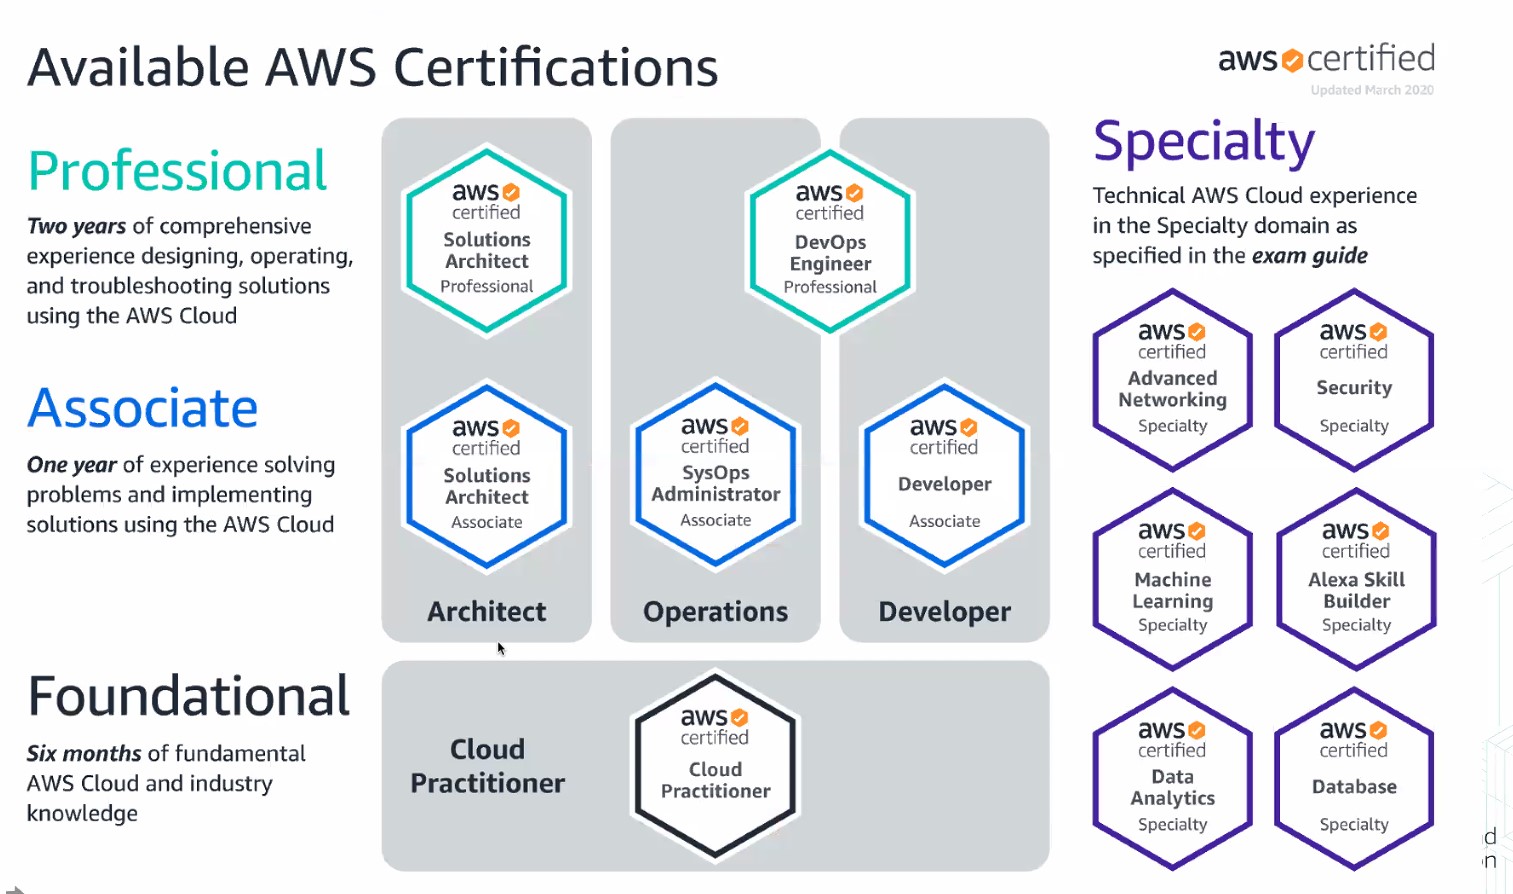 Available AWS Certifications
aws certified
Updated March 2020
Professional
Two years of comprehensive
experience designing, operating,
and troubleshooting solutions
using the AWS Cloud
aws
certified
Solutions
Architect
Professional
aws
certified
DevOps
Engineer
Professional
Associate
One year of experience solving
problems and implementing
solutions using the AWS Cloud
aws
certified
Solutions
Architect
Associate
aws
certified
SysOps
Administrator
Associate
aws
certified
Developer
Associate
Architect
Operations
Developer
Foundational
Six months of fundamental
AWS Cloud and industry
knowledge
Cloud
Practitioner
aws
certified
Cloud
Practitioner
Specialty
Technical AWS Cloud experience
in the Specialty domain as
specified in the exam guide
aws
certified
Advanced
Networking
Specialty
aws
certified
Security
Specialty
aws
certified
Machine
Learning
Specialty
aws
certified
Alexa Skill
Builder
Specialty
aws
certified
Data
Analytics
Specialty
aws
certified
Database
Specialty